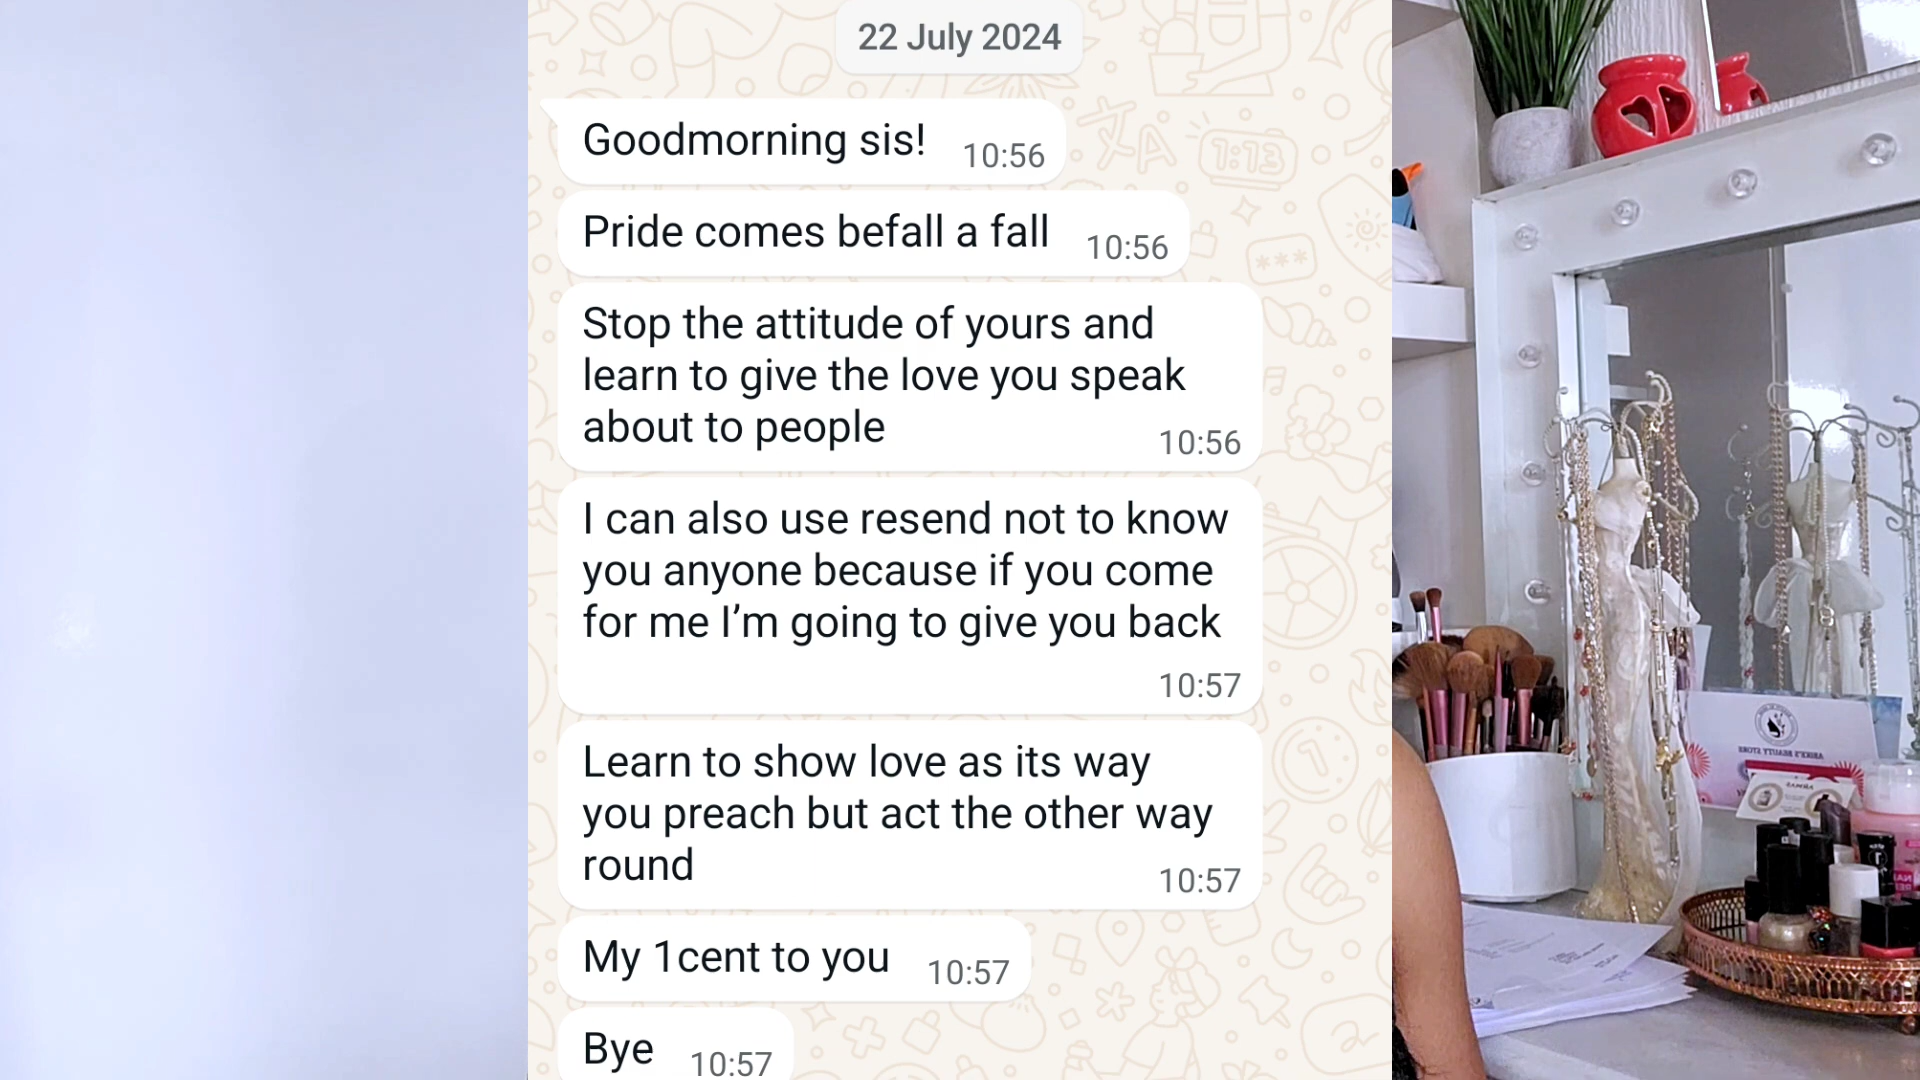 22 July 2024
Goodmorning sis!
10:56
Pride comes befall a fall
10:56
Stop the attitude of yours and
learn to give the love you speak
about to people
10:56
I can also use resend not to know
you anyone because if you come
for me I’m going to give you back
10:57
Learn to show love as its way
you preach but act the other way
round
10:57
My 1cent to you
10:57
Bye
10:57